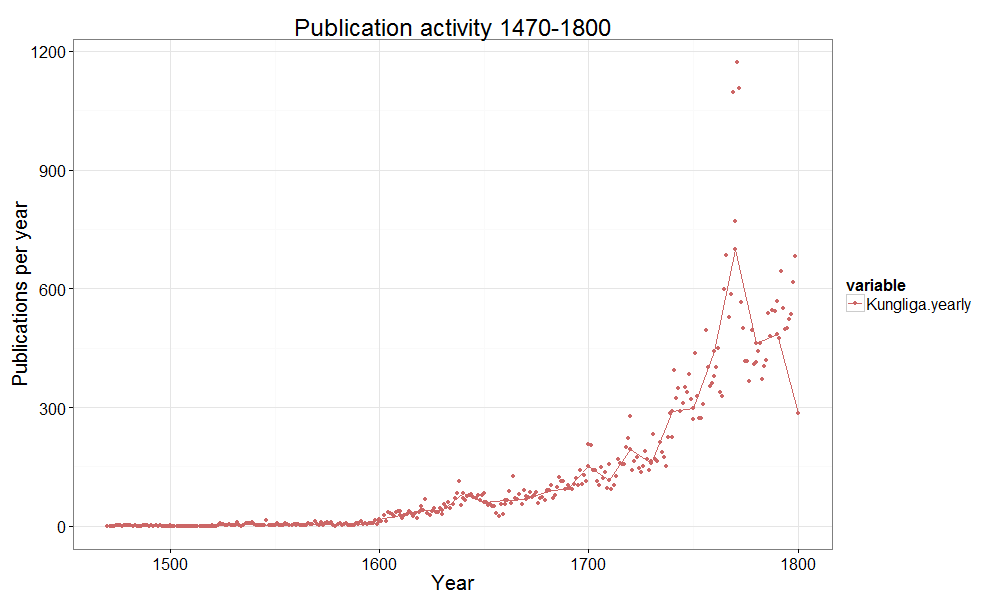 Publication activity 1470-1800
Publications per year
1200
900
600
300
0
1500 1600 1700 1800
Year
variable
Kungliga.yearly